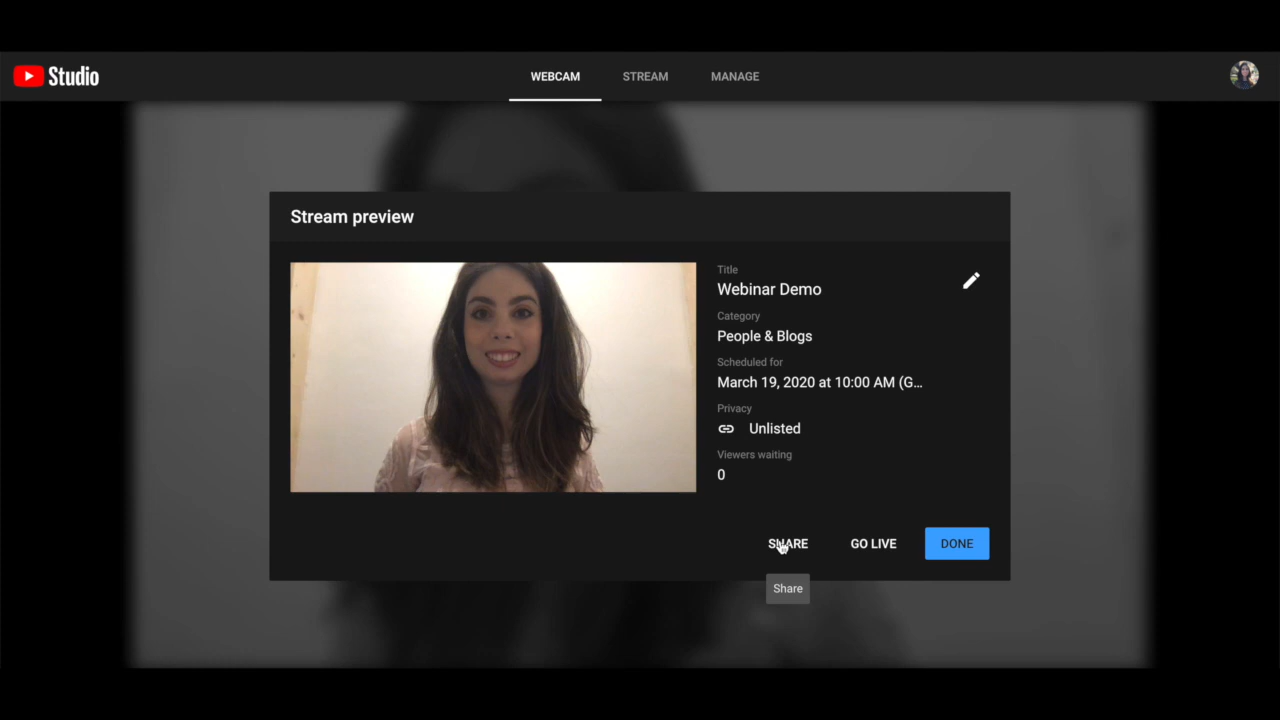 Studio
WEBCAM STREAM MANAGE
Stream preview
Title
Webinar Demo
Category
People & Blogs
Scheduled for
March 19, 2020 at 10:00 AM (G...
Privacy
Unlisted
Viewers waiting
0
SHARE GO LIVE DONE
Share